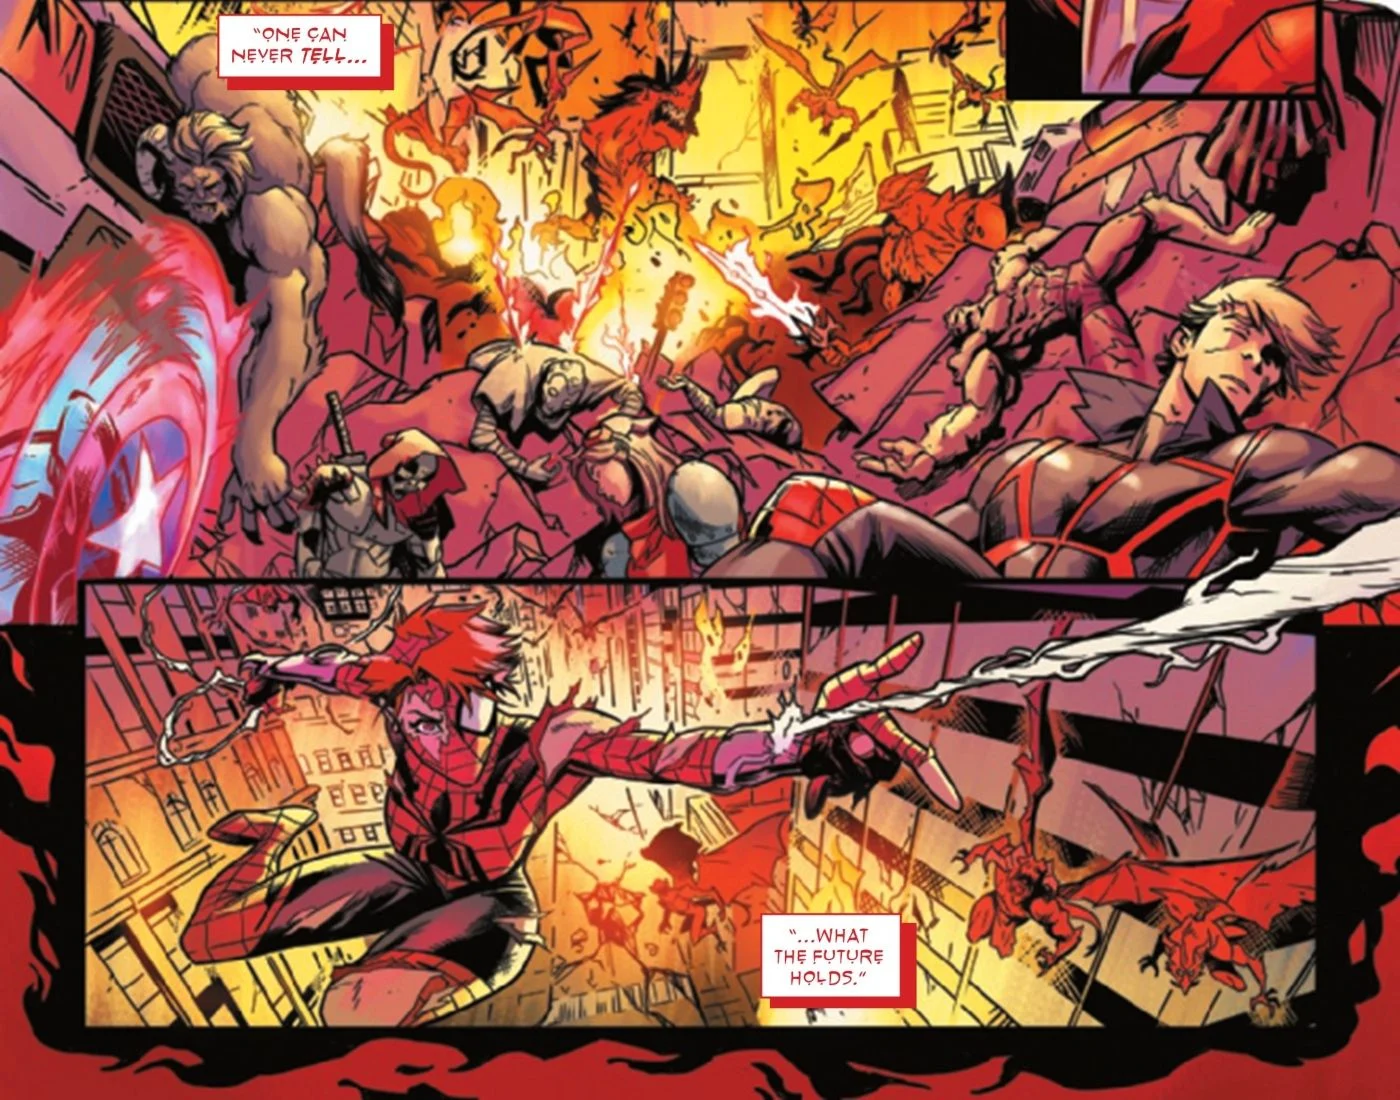 "ONE CAN
NEVER TELL...
"...WHAT
THE FUTURE
HOLDS."